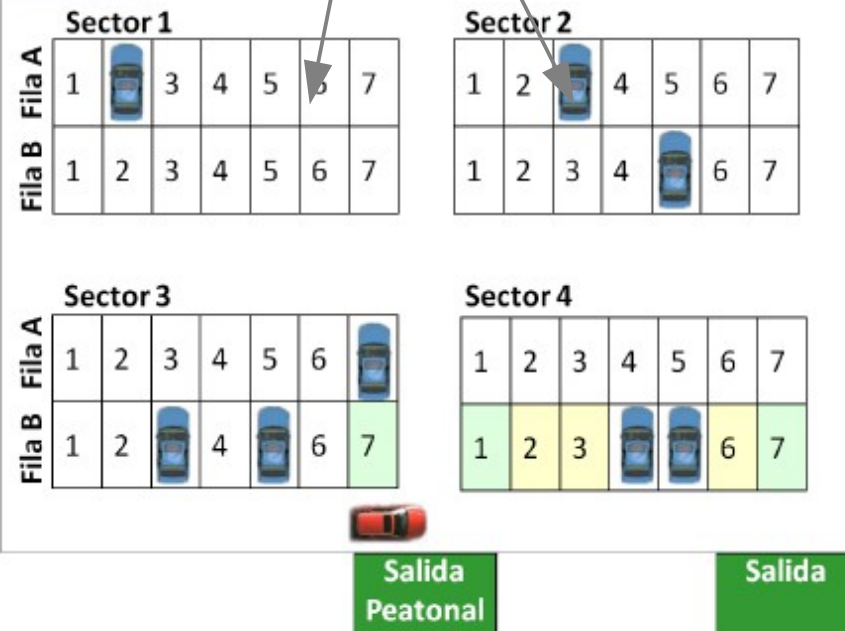 Sector 1
Fila A 1 3 4 5 6 7
Fila B 1 2 3 4 5 6 7
Sector 2
1 2 4 5 6 7
1 2 3 4 6 7
Sector 3
Fila A 1 2 3 4 5 6
Fila B 1 2 4 6 7
Sector 4
1 2 3 4 5 6 7
1 2 3 6 7
Salida
Peatonal
Salida